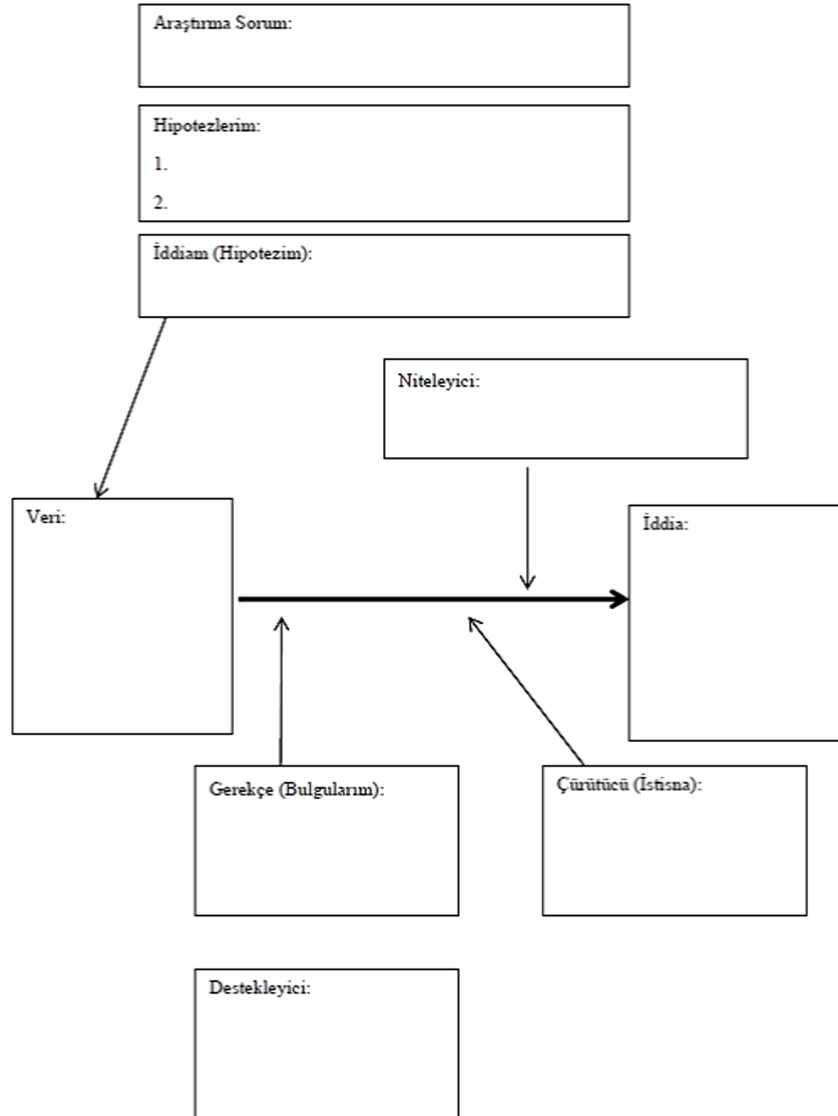 Araştırma Sorum:
Hipotezlerim:
1.
2.
İddiam (Hipotezim):
Niteleyici:
Veri:
İddia:
Gerekçe (Bulgularım):
Çürütücü (İstisna):
Destekleyici: